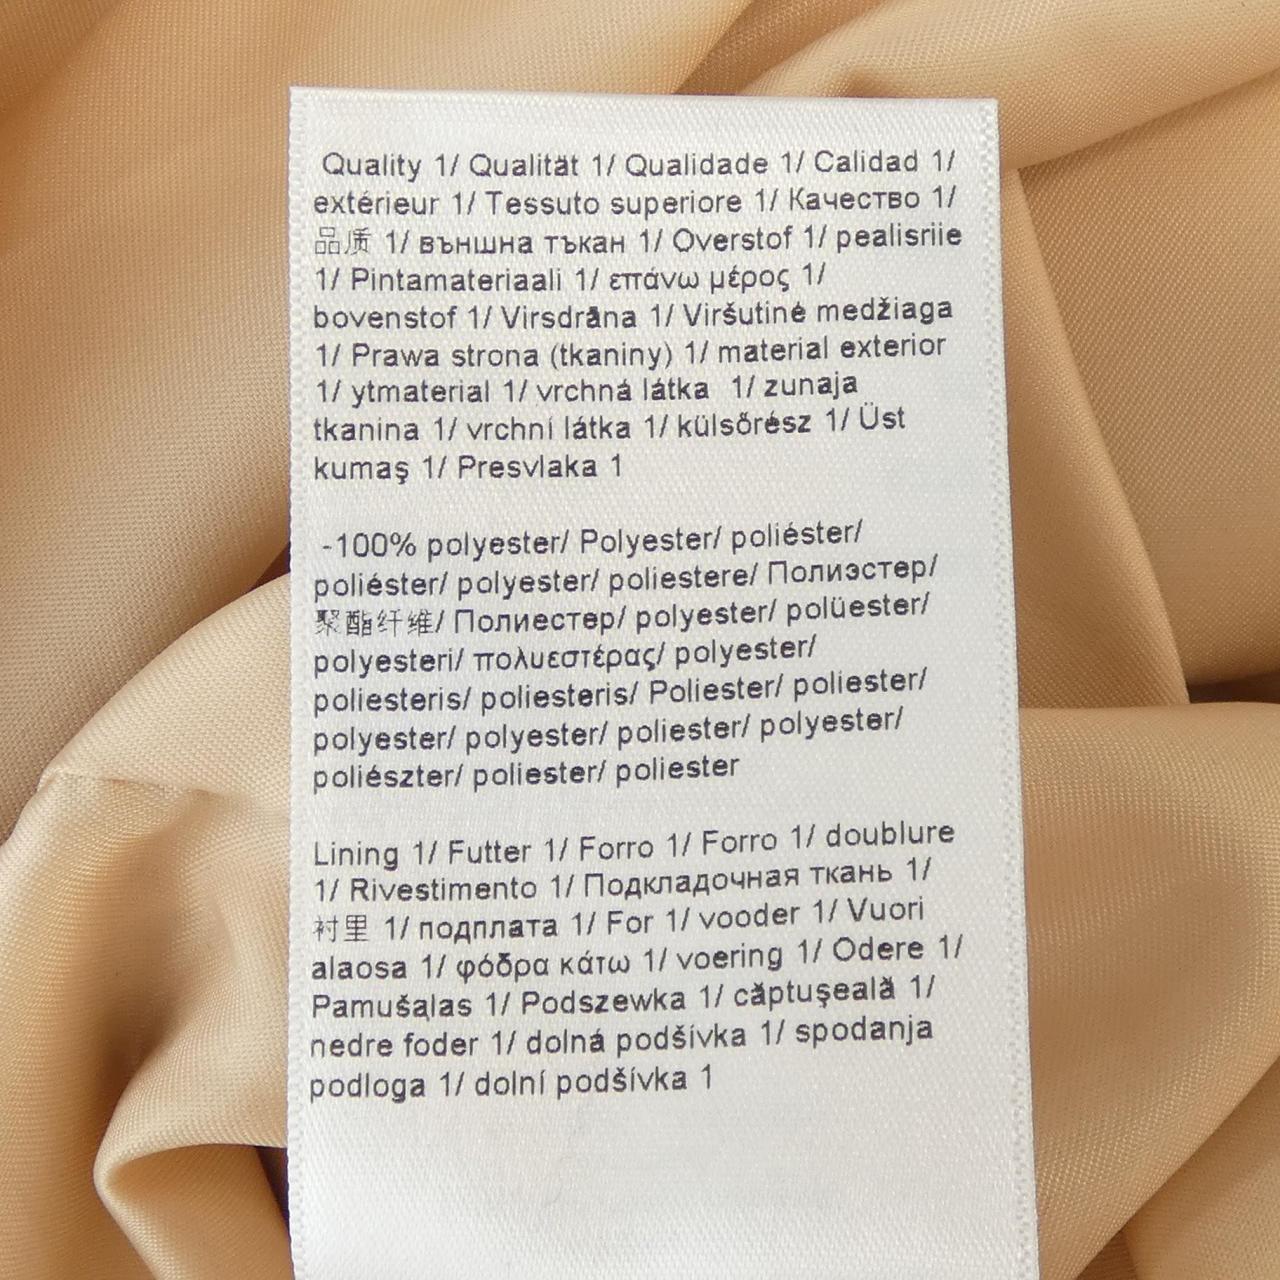 Quality 1/ Qualität 1/ Qualidade 1/ Calidad 1/
extérieur 1/ Tessuto superiore 1/ Качество 1/
品质 1/ външна тъкан 1/ Overstof 1/ pealisriie
1/ Pintamateriaali 1/ επάνω μέρος 1/
bovenstof 1/ Virsdrāna 1/ Viršutinė medžiaga
1/ Prawa strona (tkaniny) 1/ material exterior
1/ ytmaterial 1/ vrchná látka 1/ zunaja
tkanina 1/ vrchní látka 1/ külsőrész 1/ Üst
kumaş 1/ Presvlaka 1
-100% polyester/ Polyester/ poliéster/
poliéster/ polyester/ poliestere/ Полиэстер/
聚酯纤维/ Полиестер/ polyester/ polüester/
polyesteri/ πολυεστέρας/ polyester/
poliesteris/ poliesteris/ Poliester/ poliester/
polyester/ polyester/ poliester/ polyester/
poliészter/ poliester/ poliester
Lining 1/ Futter 1/ Forro 1/ Forro 1/ doublure
1/ Rivestimento 1/ Подкладочная ткань 1/
衬里 1/ подплата 1/ For 1/ vooder 1/ Vuori
alaosa 1/ φόδρα κάτω 1/ voering 1/ Odere 1/
Pamušąlas 1/ Podszewka 1/ căptuşeală 1/
nedre foder 1/ dolná podšívka 1/ spodanja
podloga 1/ dolní podšívka 1